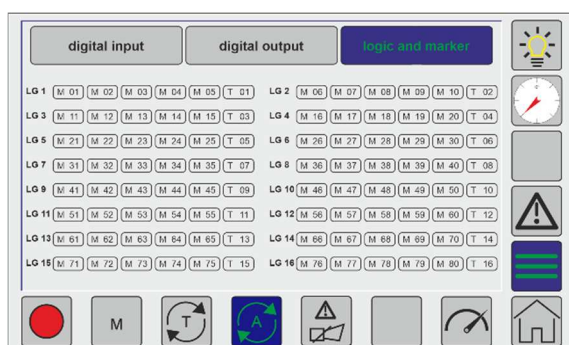 digital input digital output logic and marker
LG 1 M 01 M 02 M 03 M 04 M 05 T 01 LG 2 M 06 M 07 M 08 M 09 M 10 T 02
LG 3 M 11 M 12 M 13 M 14 M 15 T 03 LG 4 M 16 M 17 M 18 M 19 M 20 T 04
LG 5 M 21 M 22 M 23 M 24 M 25 T 05 LG 6 M 26 M 27 M 28 M 29 M 30 T 06
LG 7 M 31 M 32 M 33 M 34 M 35 T 07 LG 8 M 36 M 37 M 38 M 39 M 40 T 08
LG 9 M 41 M 42 M 43 M 44 M 45 T 09 LG 10 M 46 M 47 M 48 M 49 M 50 T 10
LG 11 M 51 M 52 M 53 M 54 M 55 T 11 LG 12 M 56 M 57 M 58 M 59 M 60 T 12
LG 13 M 61 M 62 M 63 M 64 M 65 T 13 LG 14 M 66 M 67 M 68 M 69 M 70 T 14
LG 15 M 71 M 72 M 73 M 74 M 75 T 15 LG 16 M 76 M 77 M 78 M 79 M 80 T 16
M T A